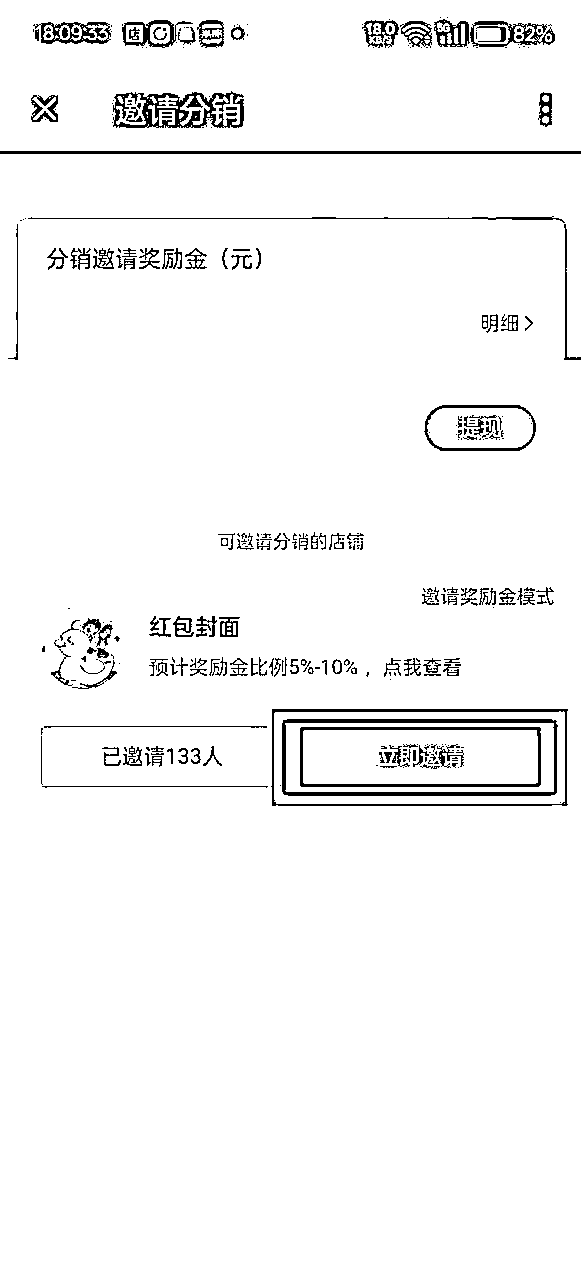 18:09:33 82%
邀请分销
分销邀请奖励金（元）
明细
提现
可邀请分销的店铺
邀请奖励金模式
红包封面
预计奖励金比例5%-10% ，点我查看
已邀请133人 立即邀请